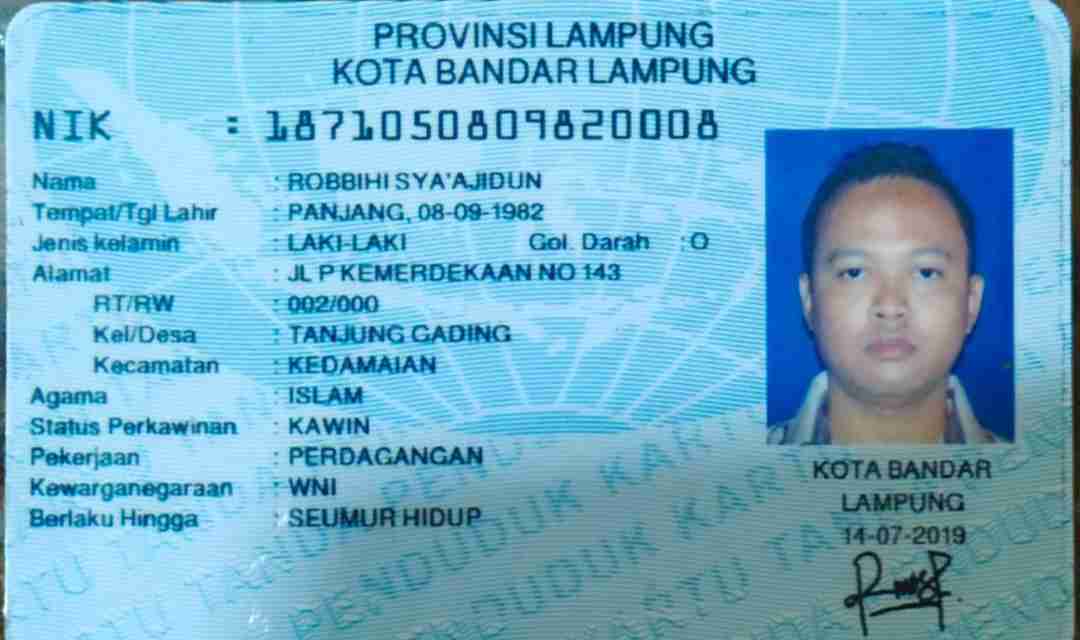 PROVINSI LAMPUNG
KOTA BANDAR LAMPUNG
NIK : 1871050809820008
Nama : ROBBIHI SYA'AJIDUN
Tempat/Tgl Lahir : PANJANG, 08-09-1982
Jenis kelamin : LAKI-LAKI Gol. Darah : O
Alamat : JL P KEMERDEKAAN NO 143
RT/RW : 002/000
Kel/Desa : TANJUNG GADING
Kecamatan : KEDAMAIAN
Agama : ISLAM
Status Perkawinan : KAWIN
Pekerjaan : PERDAGANGAN
Kewarganegaraan : WNI
Berlaku Hingga : SEUMUR HIDUP
KOTA BANDAR
LAMPUNG
14-07-2019